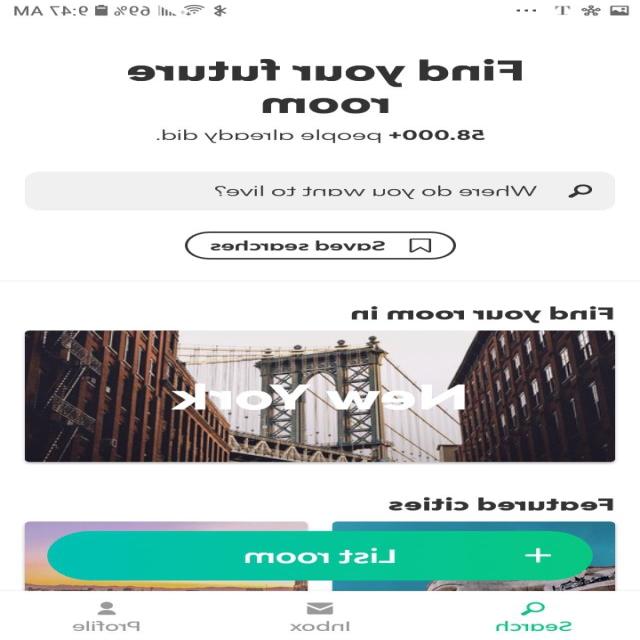 9:47 AM
69%
T
Find your future
room
58.000+ people already did.
Where do you want to live?
Saved searches
Find your room in
New York
Featured cities
+ List room
Search
Inbox
Profile